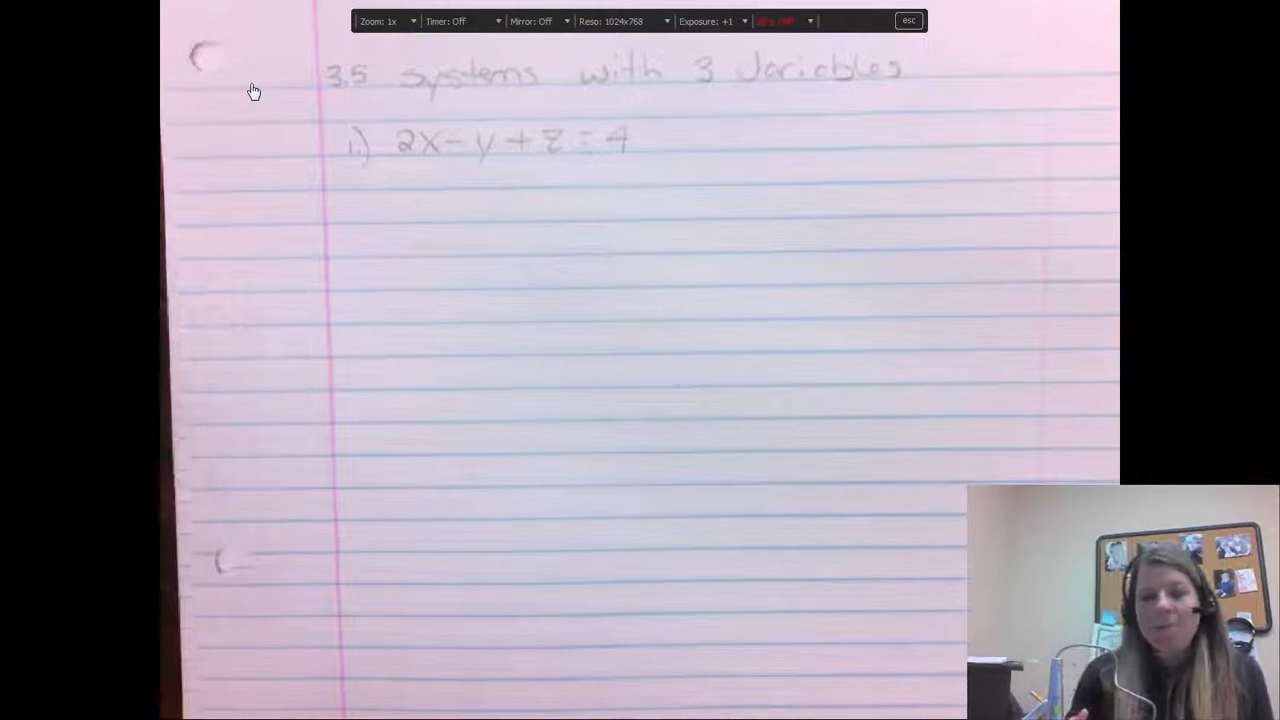 Zoom: 1x Timer: Off Mirror: Off Reso: 1024x768 Exposure: +1 esc
3.5 systems with 3 Variables
1.) 2x - y + z = 4